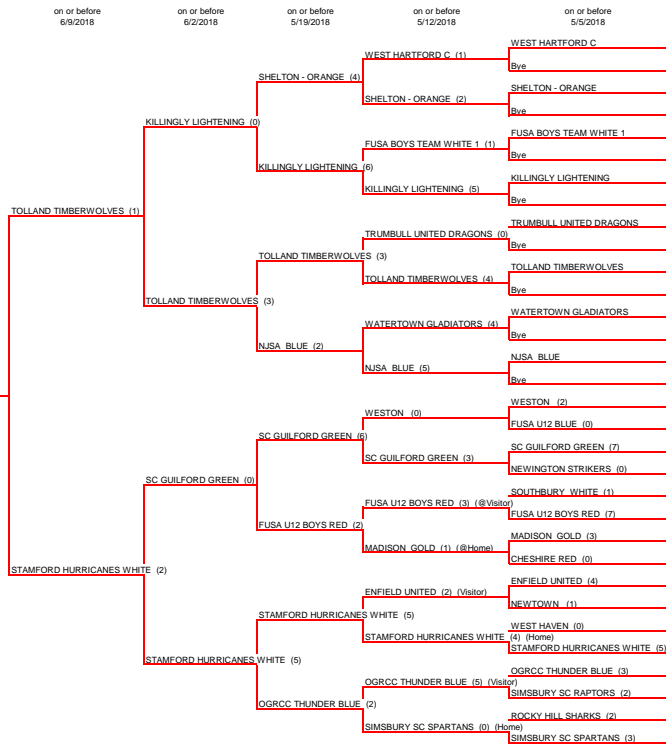 on or before
6/9/2018
on or before
6/2/2018
on or before
5/19/2018
on or before
5/12/2018
on or before
5/5/2018
TOLLAND TIMBERWOLVES (1)
STAMFORD HURRICANES WHITE (2)
KILLINGLY LIGHTENING (0)
TOLLAND TIMBERWOLVES (3)
SC GUILFORD GREEN (0)
STAMFORD HURRICANES WHITE (5)
SHELTON - ORANGE (4)
KILLINGLY LIGHTENING (6)
TOLLAND TIMBERWOLVES (3)
NJSA BLUE (2)
SC GUILFORD GREEN (6)
FUSA U12 BOYS RED (2)
STAMFORD HURRICANES WHITE (5)
OGRCC THUNDER BLUE (2)
WEST HARTFORD C (1)
SHELTON - ORANGE (2)
FUSA BOYS TEAM WHITE 1 (1)
KILLINGLY LIGHTENING (5)
TRUMBULL UNITED DRAGONS (0)
TOLLAND TIMBERWOLVES (4)
WATERTOWN GLADIATORS (4)
NJSA BLUE (5)
WESTON (0)
SC GUILFORD GREEN (3)
FUSA U12 BOYS RED (3) (@Visitor)
MADISON GOLD (1) (@Home)
ENFIELD UNITED (2) (Visitor)
STAMFORD HURRICANES WHITE (4) (Home)
OGRCC THUNDER BLUE (5) (Visitor)
SIMSBURY SC SPARTANS (0) (Home)
WEST HARTFORD C
Bye
SHELTON - ORANGE
Bye
FUSA BOYS TEAM WHITE 1
Bye
KILLINGLY LIGHTENING
Bye
TRUMBULL UNITED DRAGONS
Bye
TOLLAND TIMBERWOLVES
Bye
WATERTOWN GLADIATORS
Bye
NJSA BLUE
Bye
WESTON (2)
FUSA U12 BLUE (0)
SC GUILFORD GREEN (7)
NEWINGTON STRIKERS (0)
SOUTHBURY WHITE (1)
FUSA U12 BOYS RED (7)
MADISON GOLD (3)
CHESHIRE RED (0)
ENFIELD UNITED (4)
NEWTOWN (1)
WEST HAVEN (0)
STAMFORD HURRICANES WHITE (5)
OGRCC THUNDER BLUE (3)
SIMSBURY SC RAPTORS (2)
ROCKY HILL SHARKS (2)
SIMSBURY SC SPARTANS (3)